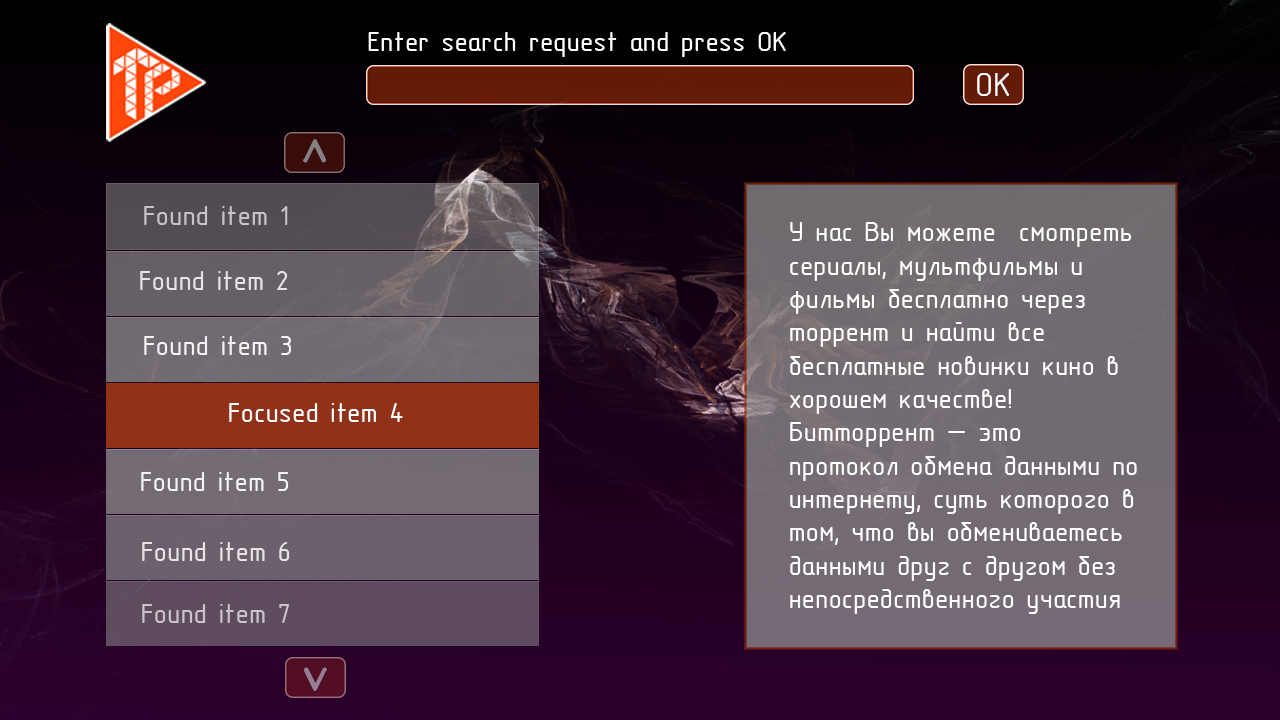 TP
Enter search request and press OK
OK
Found item 1
Found item 2
Found item 3
Focused item 4
Found item 5
Found item 6
Found item 7
У нас Вы можете смотреть
сериалы, мультфильмы и
фильмы бесплатно через
торрент и найти все
бесплатные новинки кино в
хорошем качестве!
Битторрент — это
протокол обмена данными по
интернету, суть которого в
том, что вы обмениваетесь
данными друг с другом без
непосредственного участия